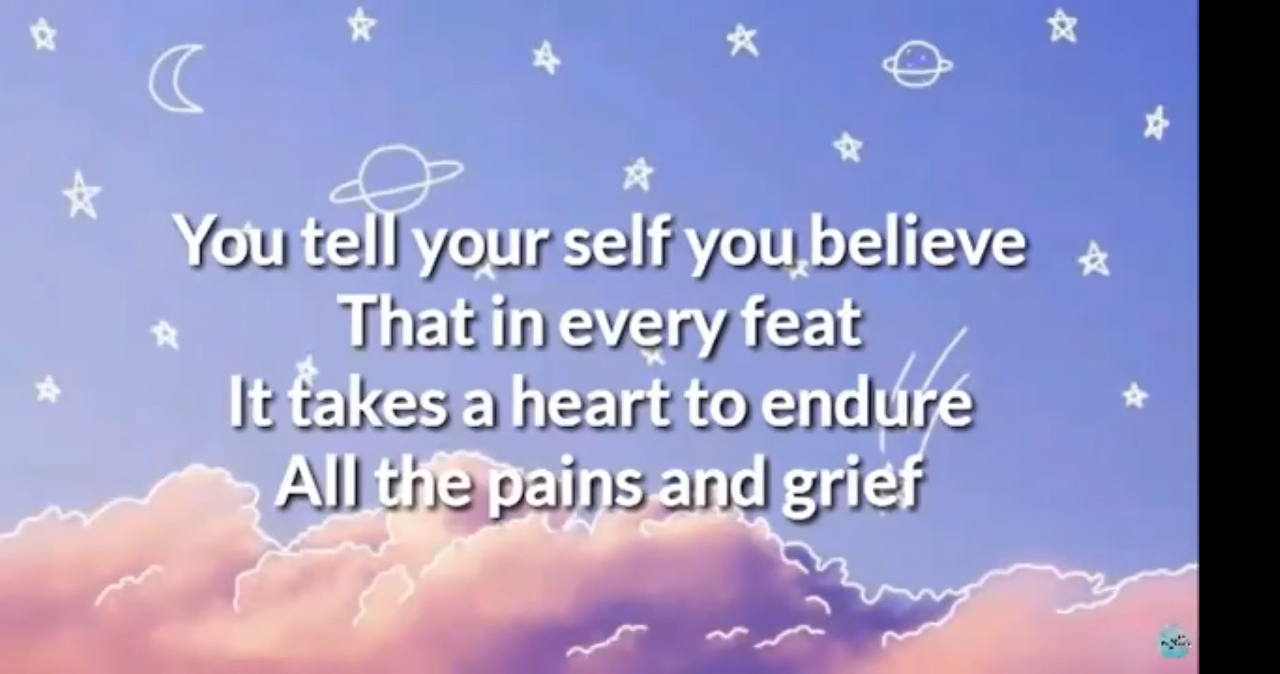 You tell your self you believe
That in every feat
It takes a heart to endure
All the pains and grief